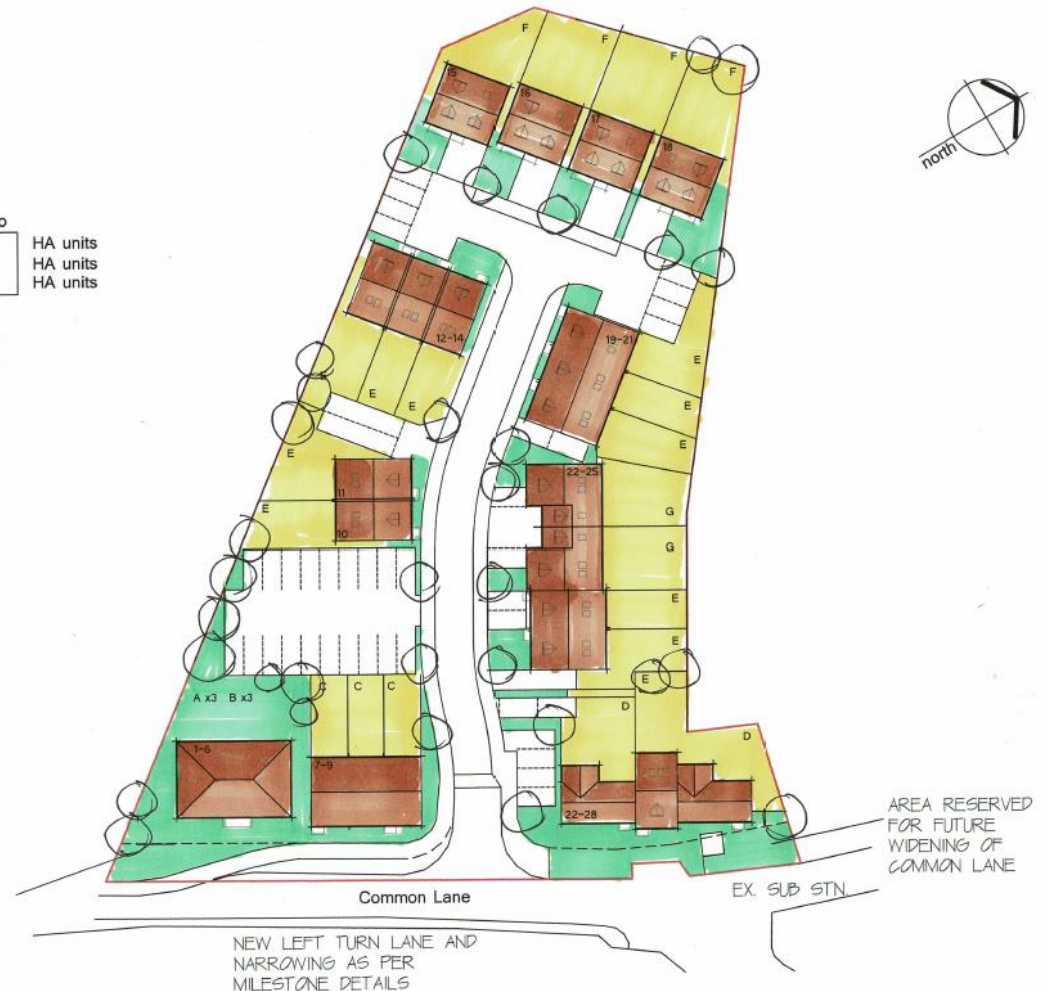 F
F
F
F
15
16
17
18
north
o
HA units
HA units
HA units
12-14
19-21
E
E
E
E
E
E
22-25
11
E
10
G
G
E
E
A x3 B x3
C
C
C
E
D
D
1-6
7-9
22-28
AREA RESERVED
FOR FUTURE
WIDENING OF
COMMON LANE
Common Lane
EX. SUB STN.
NEW LEFT TURN LANE AND
NARROWING AS PER
MILESTONE DETAILS